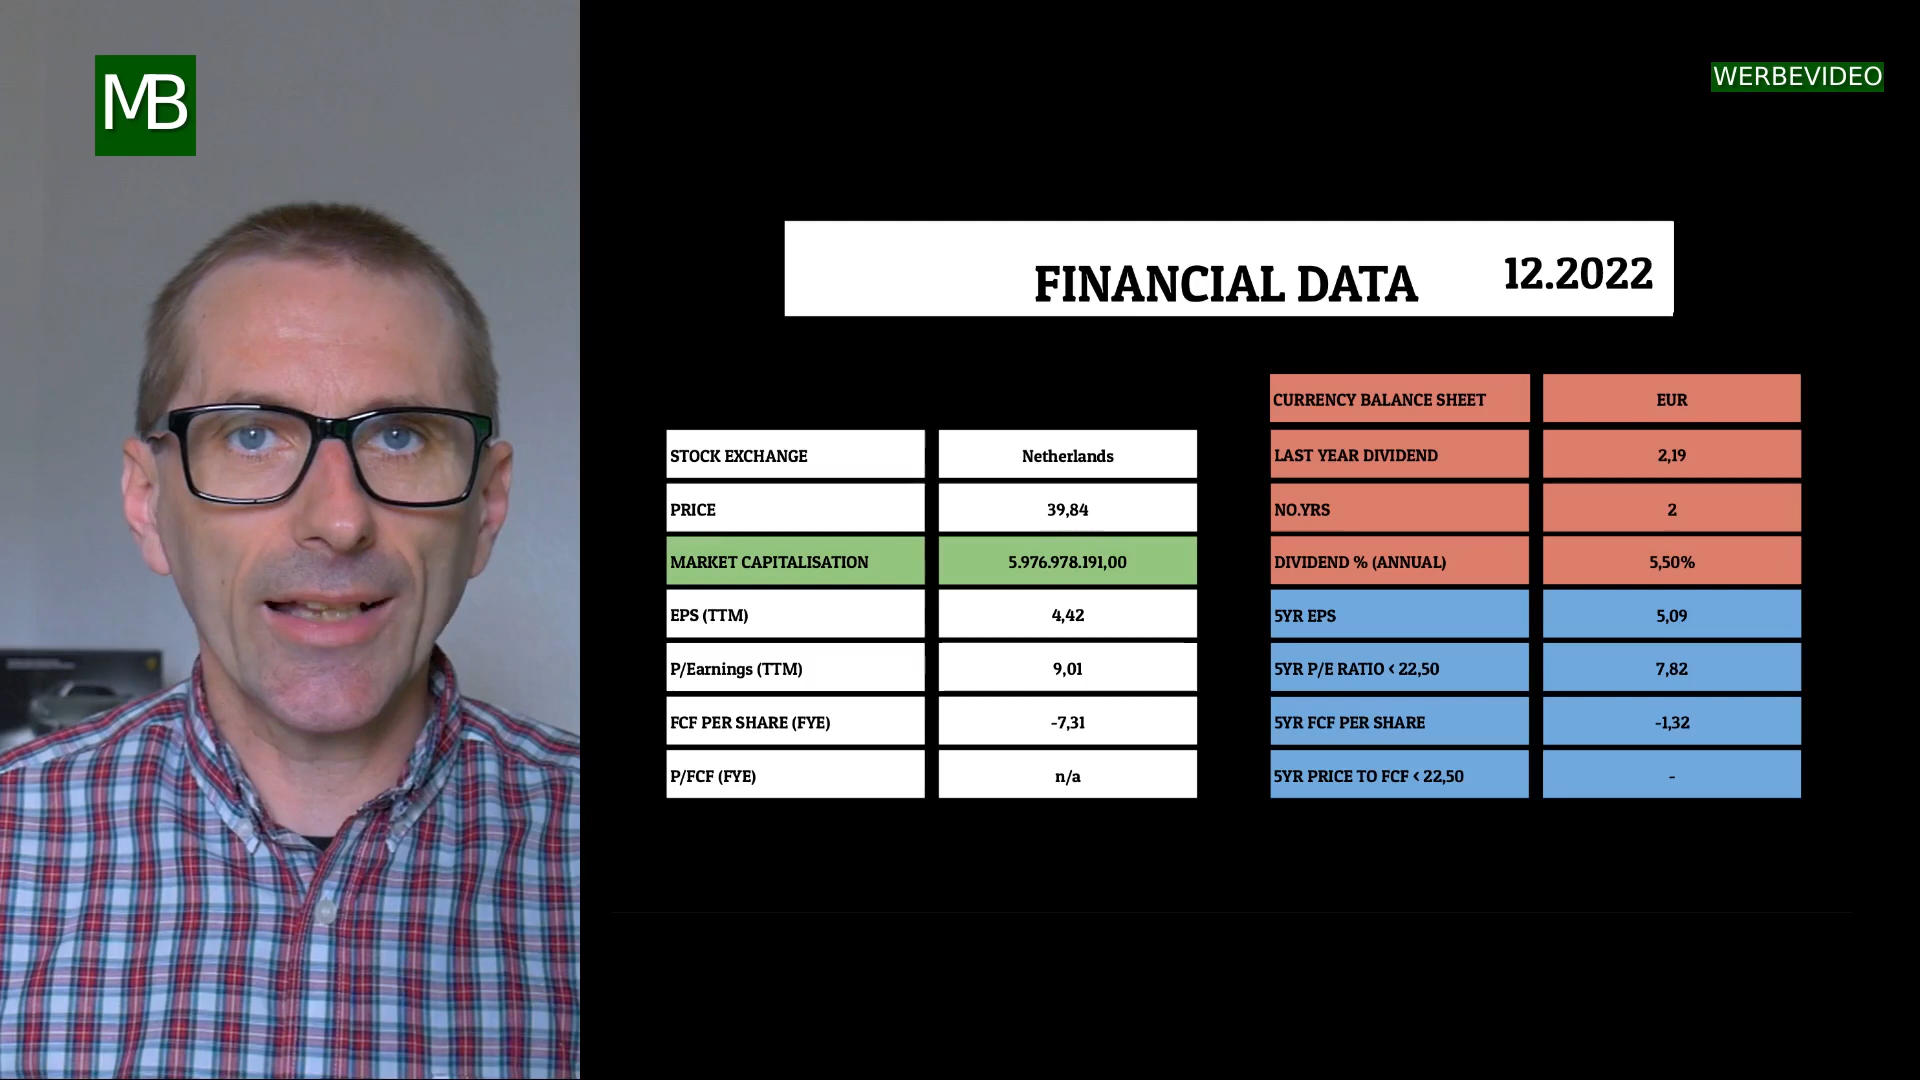 MB
WERBEVIDEO
FINANCIAL DATA 12.2022
STOCK EXCHANGE Netherlands
PRICE 39,84
MARKET CAPITALISATION 5.976.978.191,00
EPS (TTM) 4,42
P/Earnings (TTM) 9,01
FCF PER SHARE (FYE) -7,31
P/FCF (FYE) n/a
CURRENCY BALANCE SHEET EUR
LAST YEAR DIVIDEND 2,19
NO.YRS 2
DIVIDEND % (ANNUAL) 5,50%
5YR EPS 5,09
5YR P/E RATIO < 22,50 7,82
5YR FCF PER SHARE -1,32
5YR PRICE TO FCF < 22,50 -